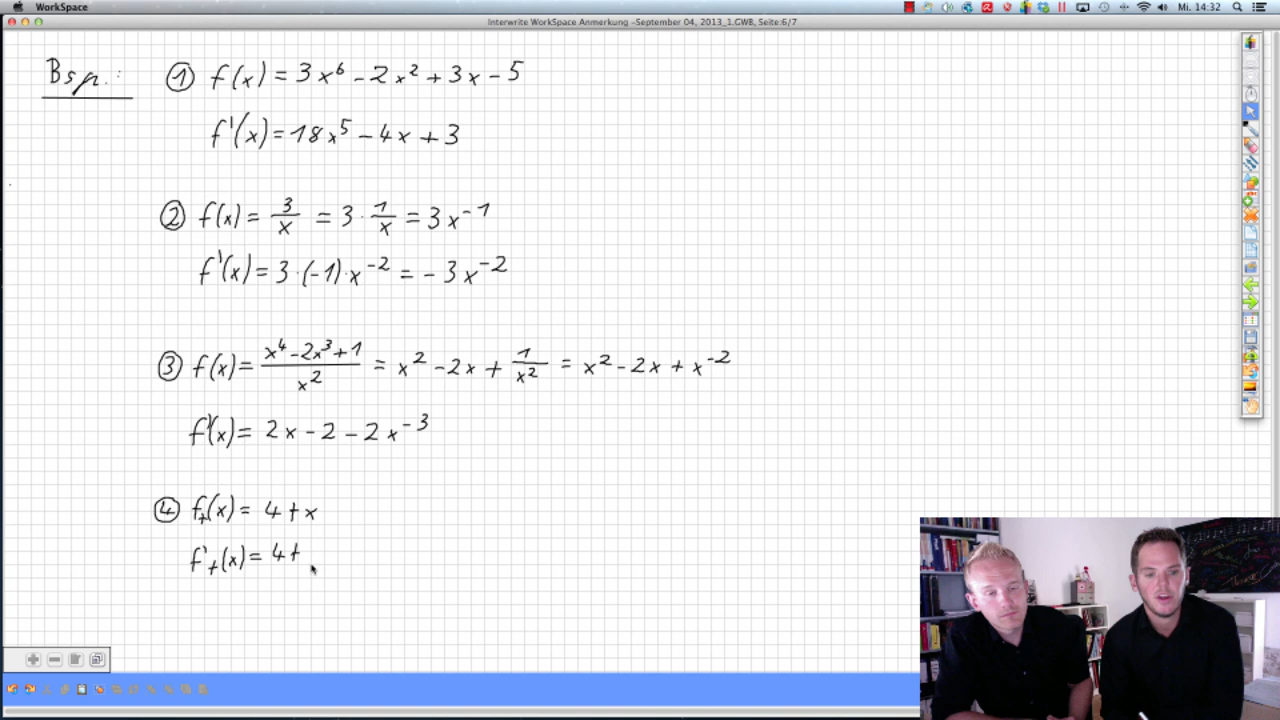 WorkSpace Mi. 14:32
Interwrite WorkSpace Anmerkung -September 04, 2013_1.GWB, Seite:6/7
Bsp.: ① f(x) = 3x⁶ - 2x² + 3x - 5
f'(x) = 18x⁵ - 4x + 3
② f(x) = 3/x = 3 · 1/x = 3x⁻¹
f'(x) = 3·(-1)·x⁻² = -3x⁻²
③ f(x) = (x⁴ - 2x³ + 1)/x² = x² - 2x + 1/x² = x² - 2x + x⁻²
f'(x) = 2x - 2 - 2x⁻³
④ fₜ(x) = 4tx
f'ₜ(x) = 4t